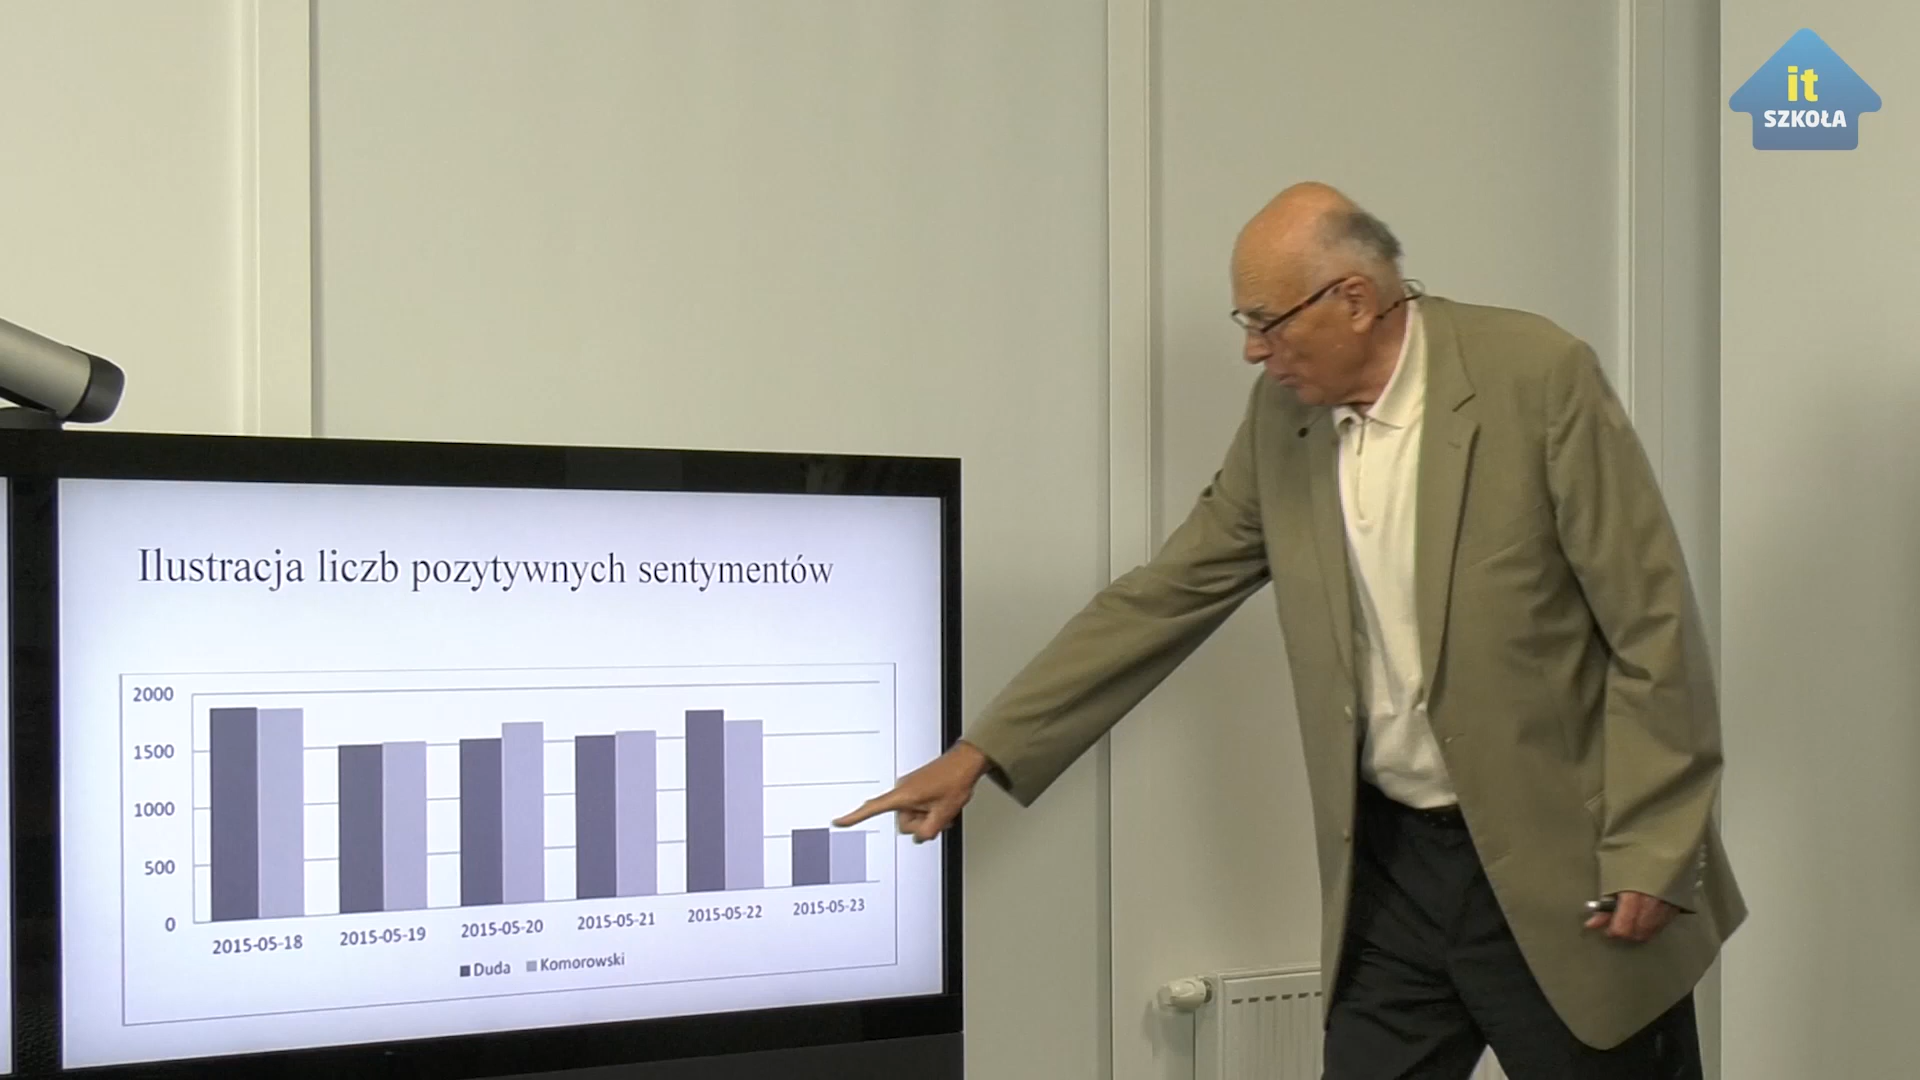 it
SZKOŁA
Ilustracja liczb pozytywnych sentymentów
2000
1500
1000
500
0
2015-05-18 2015-05-19 2015-05-20 2015-05-21 2015-05-22 2015-05-23
Duda Komorowski